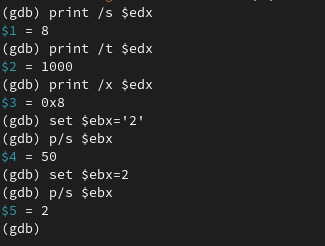 (gdb) print /s $edx
$1 = 8
(gdb) print /t $edx
$2 = 1000
(gdb) print /x $edx
$3 = 0x8
(gdb) set $ebx='2'
(gdb) p/s $ebx
$4 = 50
(gdb) set $ebx=2
(gdb) p/s $ebx
$5 = 2
(gdb)